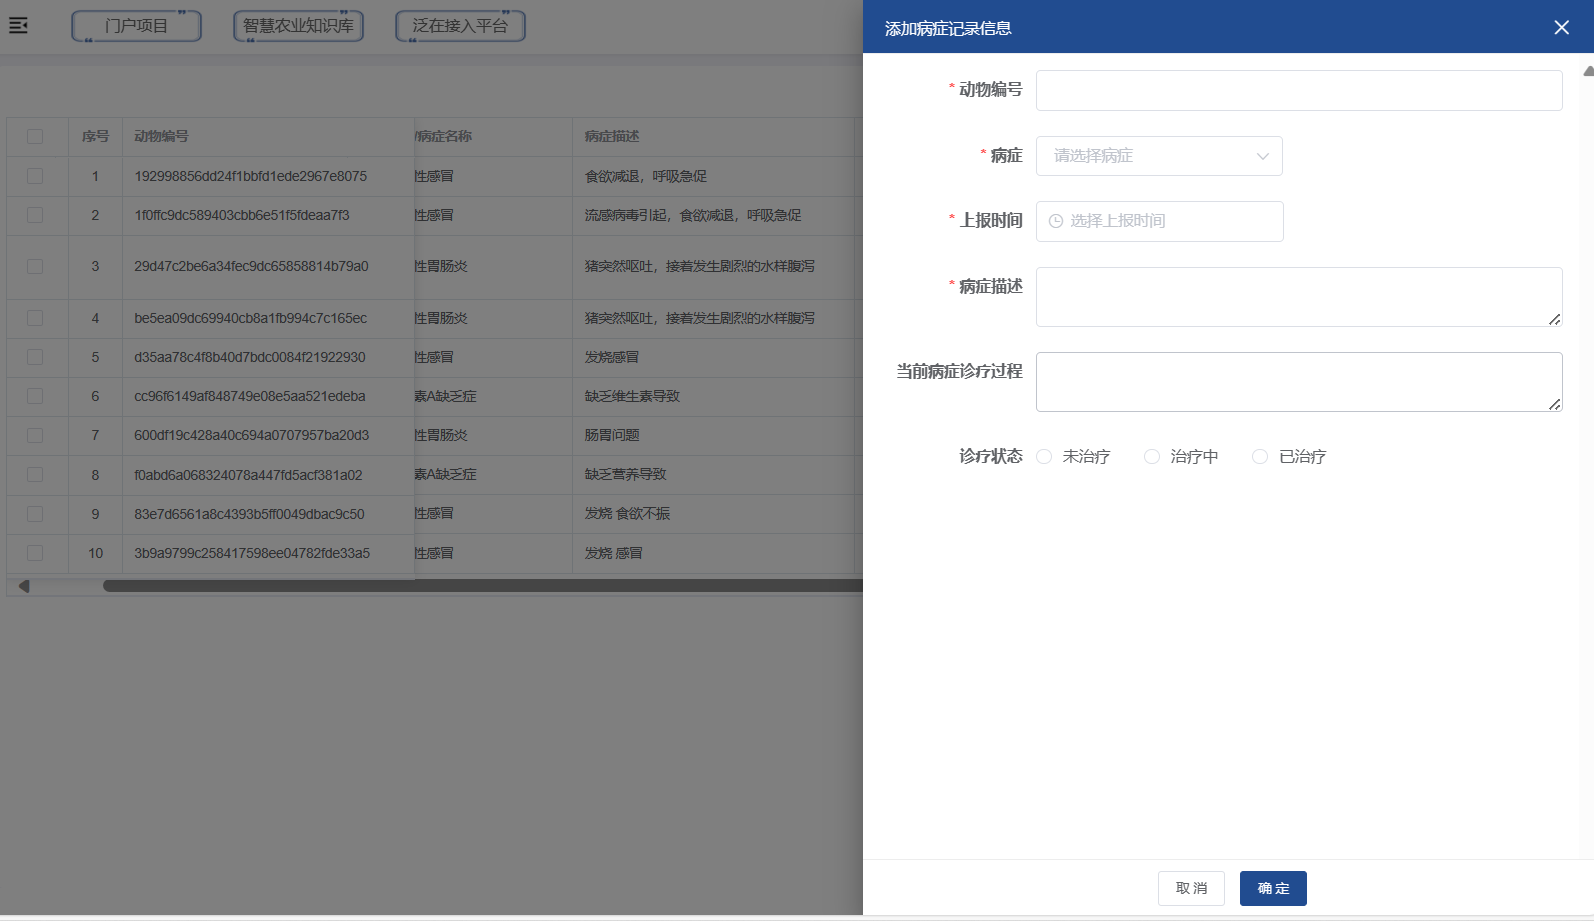 门户项目 智慧农业知识库 泛在接入平台
序号 动物编号 病症名称 病症描述
1 192998856dd24f1bbfd1ede2967e8075 性感冒 食欲减退，呼吸急促
2 1f0ffc9dc589403cbb6e51f5fdeaa7f3 性感冒 流感病毒引起，食欲减退，呼吸急促
3 29d47c2be6a34fec9dc65858814b79a0 性胃肠炎 猪突然呕吐，接着发生剧烈的水样腹泻
4 be5ea09dc69940cb8a1fb994c7c165ec 性胃肠炎 猪突然呕吐，接着发生剧烈的水样腹泻
5 d35aa78c4f8b40d7bdc0084f21922930 性感冒 发烧感冒
6 cc96f6149af848749e08e5aa521edeba 素A缺乏症 缺乏维生素导致
7 600df19c428a40c694a0707957ba20d3 性胃肠炎 肠胃问题
8 f0abd6a068324078a447fd5acf381a02 素A缺乏症 缺乏营养导致
9 83e7d6561a8c4393b5ff0049dbac9c50 性感冒 发烧 食欲不振
10 3b9a9799c258417598ee04782fde33a5 性感冒 发烧 感冒
添加病症记录信息
* 动物编号
* 病症 请选择病症
* 上报时间 选择上报时间
* 病症描述
当前病症诊疗过程
诊疗状态 未治疗 治疗中 已治疗
取消 确定